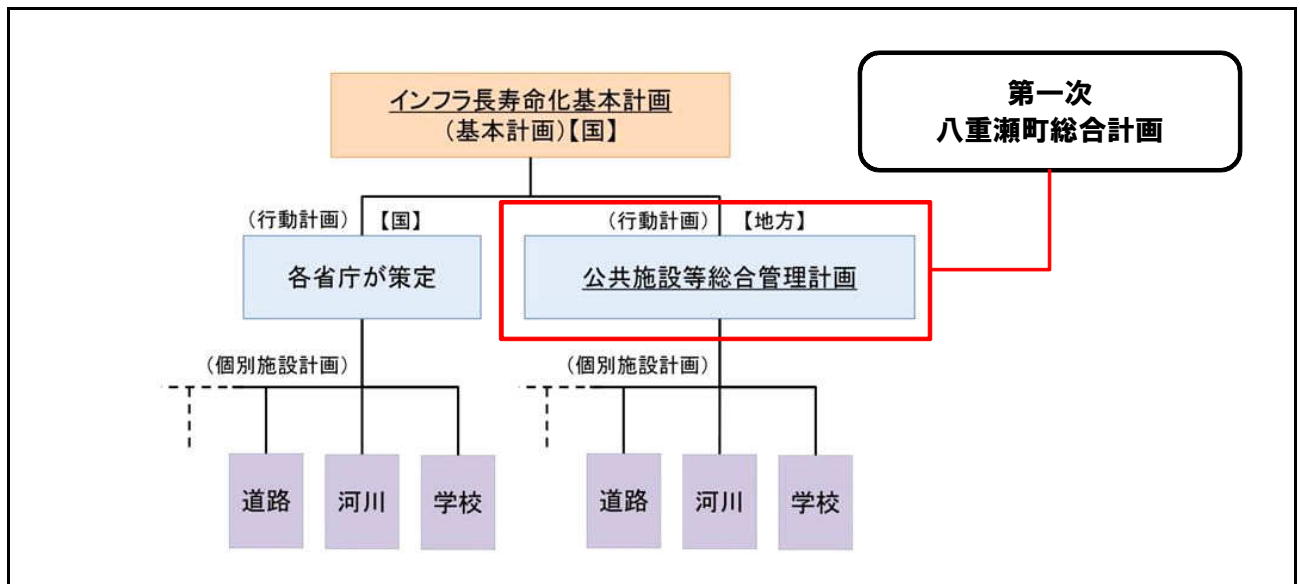 インフラ長寿命化基本計画
(基本計画)【国】
第一次
八重瀬町総合計画
(行動計画) 【国】
(行動計画) 【地方】
各省庁が策定
公共施設等総合管理計画
(個別施設計画)
(個別施設計画)
道路
河川
学校
道路
河川
学校